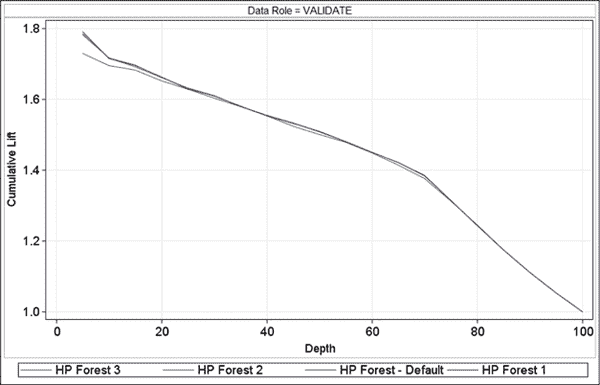 Data Role = VALIDATE
1.8
1.6
1.4
1.2
1.0
Cumulative Lift
0 20 40 60 80 100
Depth
HP Forest 3 HP Forest 2 HP Forest - Default HP Forest 1